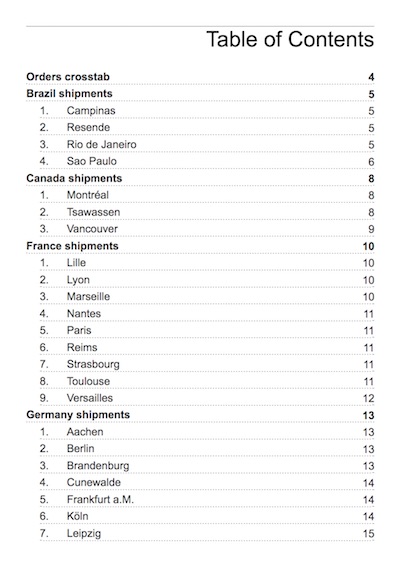 Table of Contents
Orders crosstab 4
Brazil shipments 5
1. Campinas 5
2. Resende 5
3. Rio de Janeiro 5
4. Sao Paulo 6
Canada shipments 8
1. Montréal 8
2. Tsawassen 8
3. Vancouver 9
France shipments 10
1. Lille 10
2. Lyon 10
3. Marseille 10
4. Nantes 11
5. Paris 11
6. Reims 11
7. Strasbourg 11
8. Toulouse 11
9. Versailles 12
Germany shipments 13
1. Aachen 13
2. Berlin 13
3. Brandenburg 13
4. Cunewalde 14
5. Frankfurt a.M. 14
6. Köln 14
7. Leipzig 15